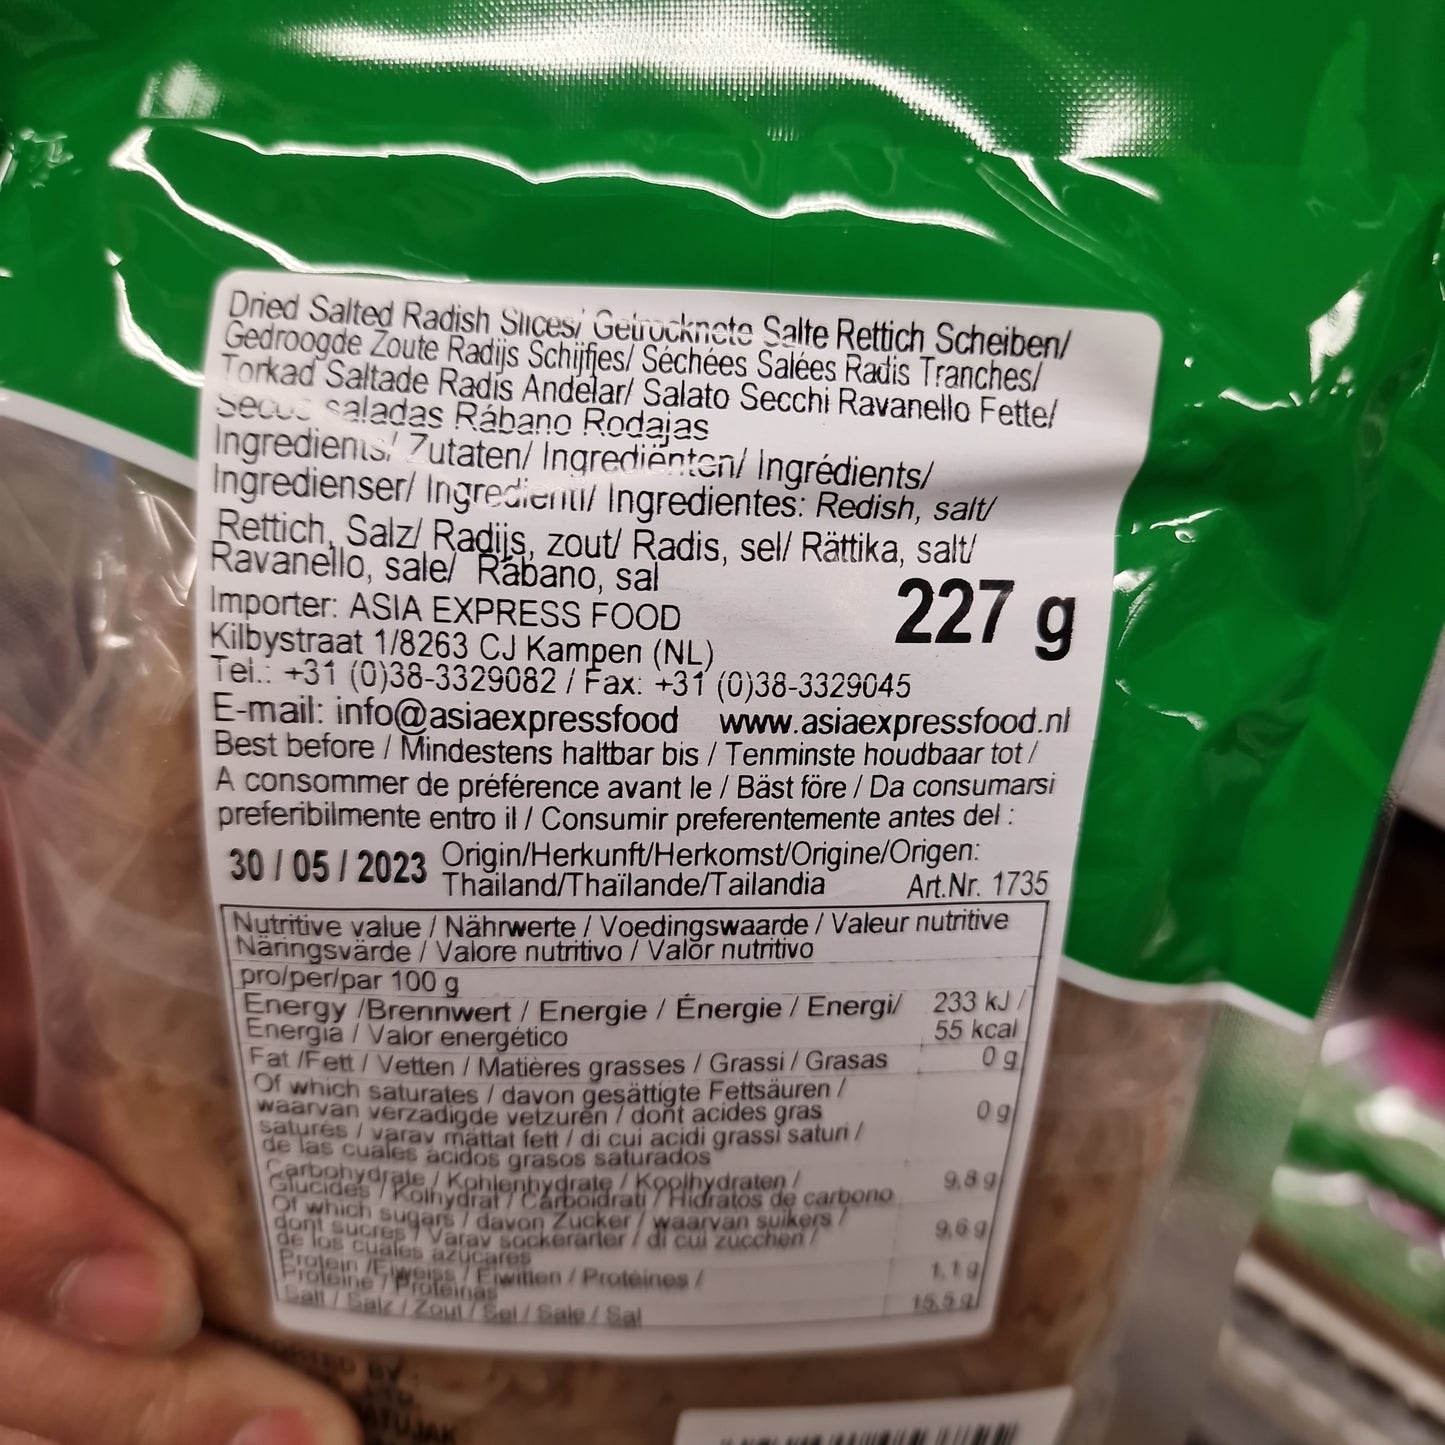 Dried Salted Radish Slices/ Getrocknete Salte Rettich Scheiben/
Gedroogde Zoute Radijs Schijfjes/ Séchées Salées Radis Tranches/
Torkad Saltade Radis Andelar/ Salato Secchi Ravanello Fette/
saladas Rábano Rodajas
Ingredients/ Zutaten/ Ingrediënten/ Ingrédients/
Ingredienser/ Ingredienti/ Ingredientes: Redish, salt/
Rettich, Salz/ Radijs, zout/ Radis, sel/ Rättika, salt/
Ravanello, sale/ Rábano, sal
227 g
Importer: ASIA EXPRESS FOOD
Kilbystraat 1/8263 CJ Kampen (NL)
Tel.: +31 (0)38-3329082 / Fax: +31 (0)38-3329045
E-mail: info@asiaexpressfood www.asiaexpressfood.nl
Best before / Mindestens haltbar bis / Tenminste houdbaar tot /
A consommer de préférence avant le / Bäst före / Da consumarsi
preferibilmente entro il / Consumir preferentemente antes del :
30 / 05 / 2023 Origin/Herkunft/Herkomst/Origine/Origen:
Thailand/Thaïlande/Tailandia Art.Nr. 1735
Nutritive value / Nährwerte / Voedingswaarde / Valeur nutritive
Näringsvärde / Valore nutritivo / Valor nutritivo
pro/per/par 100 g
Energy /Brennwert / Energie / Énergie / Energi/ 233 kJ /
Energia / Valor energético 55 kcal
Fat /Fett / Vetten / Matières grasses / Grassi / Grasas 0 g
Of which saturates / davon gesättigte Fettsäuren /
waarvan verzadigde vetzuren / dont acides gras 0 g
saturés / varav mättat fett / di cui acidi grassi saturi /
de las cuales ácidos grasos saturados
Carbohydrate / Kohlenhydrate / Koolhydraten / 9,8 g
Glucides / Kolhydrat / Carboidrati / Hidratos de carbono
Of which sugars / davon Zucker / waarvan suikers /
dont sucres / Varav sockerarter / di cui zuccheri / 9,6 g
de los cuales azúcares
Protein /Eiweiss / Eiwitten / Protéines / 1,1 g
Proteine / Proteínas
Salt / Salz / Zout / Sel / Sale / Sal 15,5 g
BY